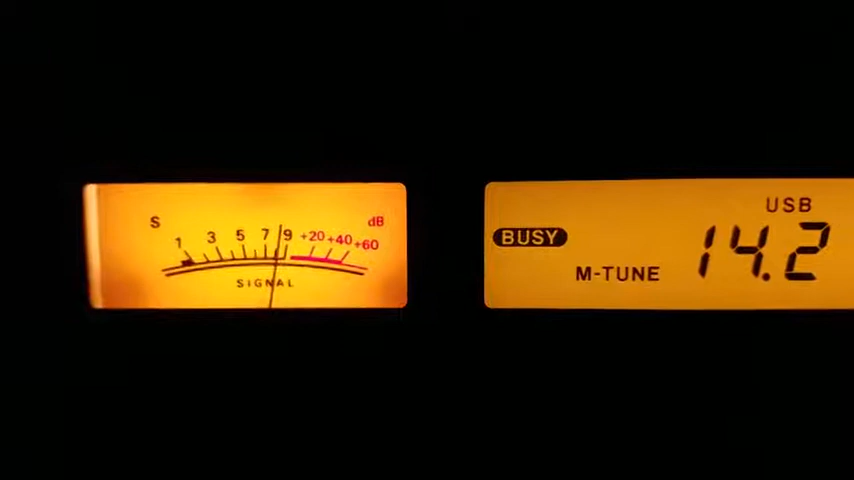 S dB
1 3 5 7 9 +20 +40 +60
SIGNAL
USB
BUSY
M-TUNE 14.2